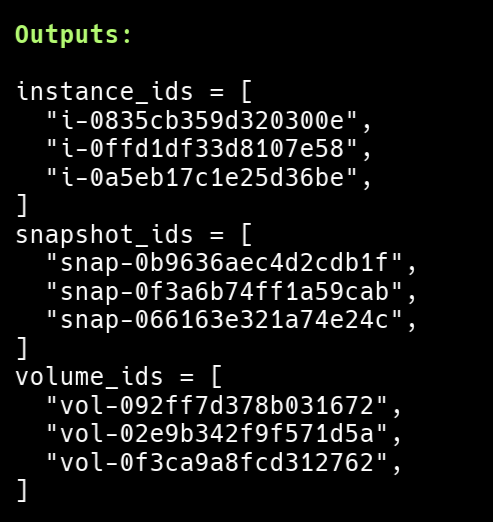 Outputs:
instance_ids = [
"i-0835cb359d320300e",
"i-0ffd1df33d8107e58",
"i-0a5eb17c1e25d36be",
]
snapshot_ids = [
"snap-0b9636aec4d2cdb1f",
"snap-0f3a6b74ff1a59cab",
"snap-066163e321a74e24c",
]
volume_ids = [
"vol-092ff7d378b031672",
"vol-02e9b342f9f571d5a",
"vol-0f3ca9a8fcd312762",
]